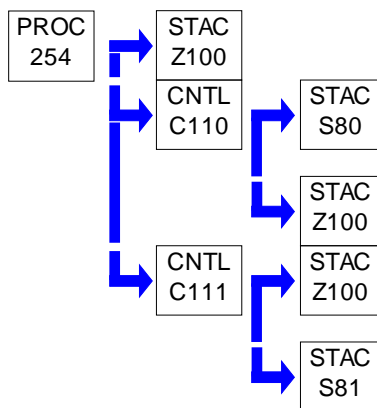 PROC
254
STAC
Z100
CNTL
C110
STAC
S80
STAC
Z100
CNTL
C111
STAC
Z100
STAC
S81